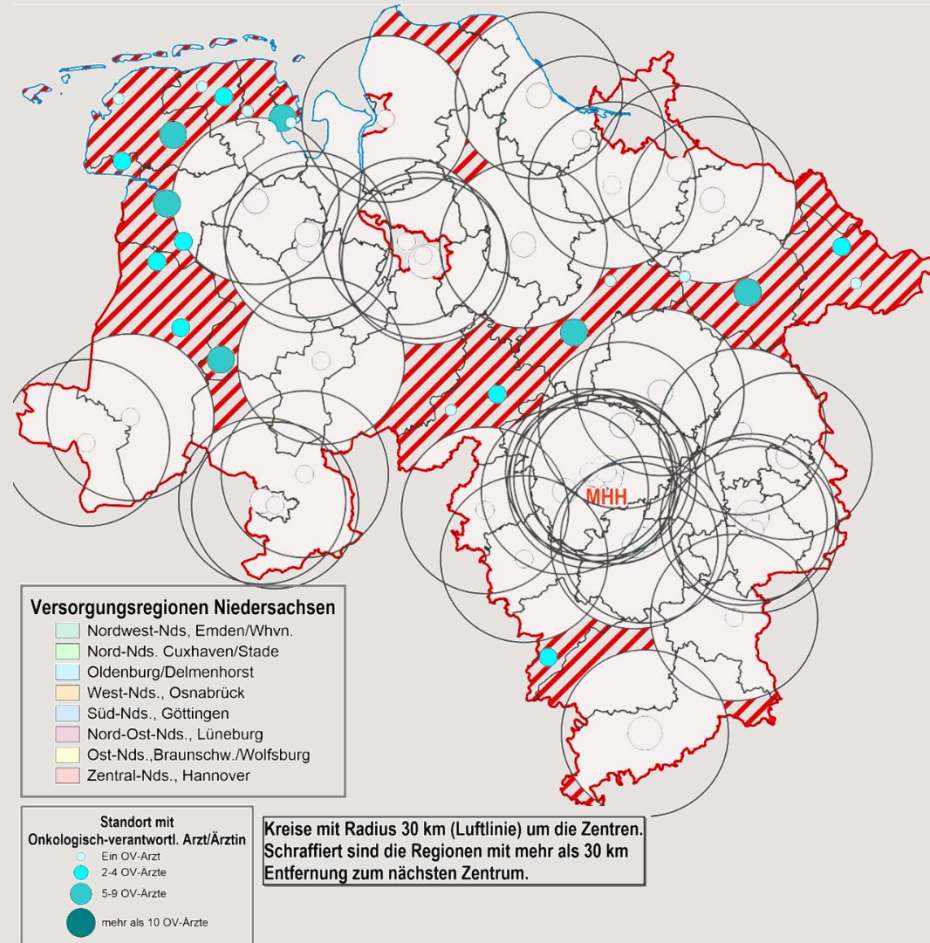 MHH
Versorgungsregionen Niedersachsen
Nordwest-Nds, Emden/Whvn.
Nord-Nds. Cuxhaven/Stade
Oldenburg/Delmenhorst
West-Nds., Osnabrück
Süd-Nds., Göttingen
Nord-Ost-Nds., Lüneburg
Ost-Nds.,Braunschw./Wolfsburg
Zentral-Nds., Hannover
Standort mit
Onkologisch-verantwortl. Arzt/Ärztin
Ein OV-Arzt
2-4 OV-Ärzte
5-9 OV-Ärzte
mehr als 10 OV-Ärzte
Kreise mit Radius 30 km (Luftlinie) um die Zentren.
Schraffiert sind die Regionen mit mehr als 30 km
Entfernung zum nächsten Zentrum.